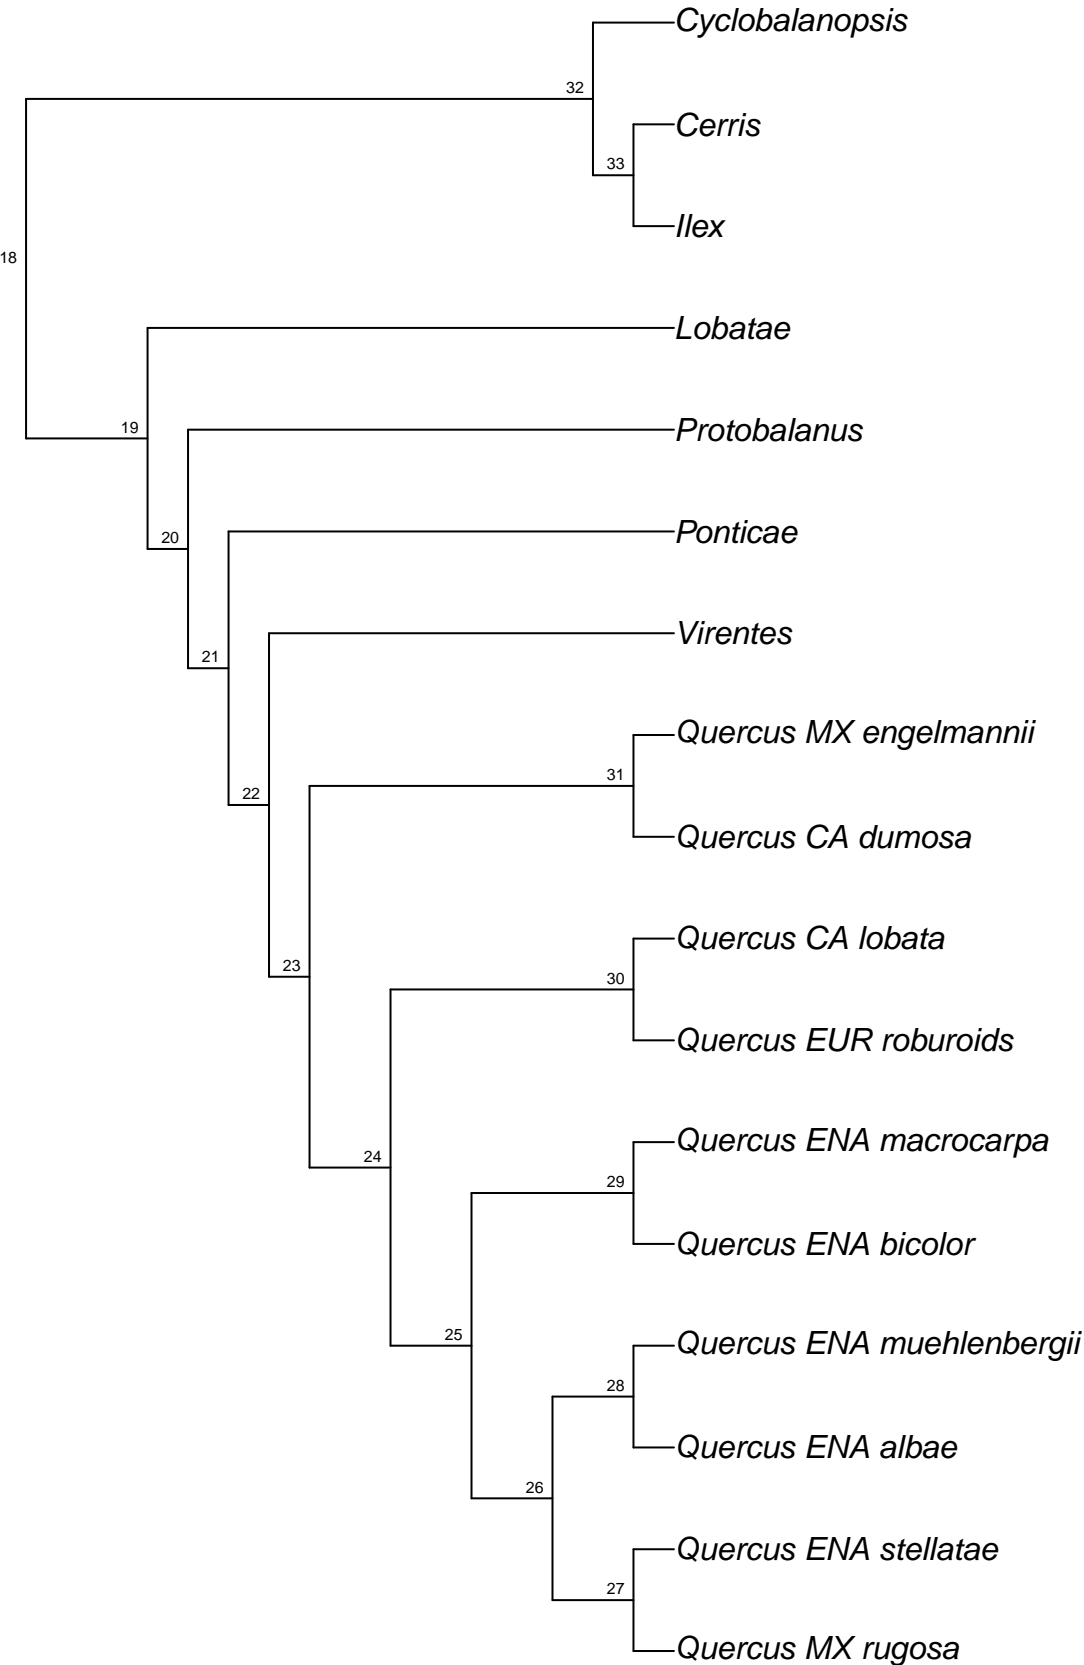 Cyclobalanopsis
32
Cerris
33
Ilex
18
Lobatae
19
Protobalanus
20
Ponticae
21
Virentes
Quercus MX engelmannii
31
22
Quercus CA dumosa
Quercus CA lobata
23
30
Quercus EUR roburoids
Quercus ENA macrocarpa
24
29
Quercus ENA bicolor
25
Quercus ENA muehlenbergii
28
Quercus ENA albae
26
Quercus ENA stellatae
27
Quercus MX rugosa